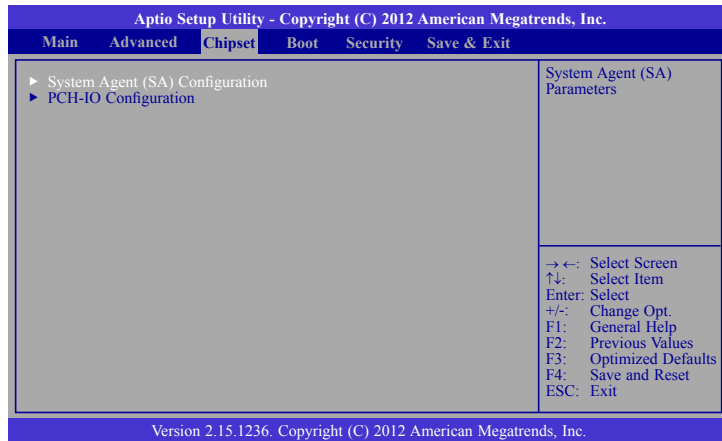 Aptio Setup Utility - Copyright (C) 2012 American Megatrends, Inc.
Main Advanced Chipset Boot Security Save & Exit
► System Agent (SA) Configuration
► PCH-IO Configuration
System Agent (SA)
Parameters
→ ←: Select Screen
↑↓: Select Item
Enter: Select
+/-: Change Opt.
F1: General Help
F2: Previous Values
F3: Optimized Defaults
F4: Save and Reset
ESC: Exit
Version 2.15.1236. Copyright (C) 2012 American Megatrends, Inc.